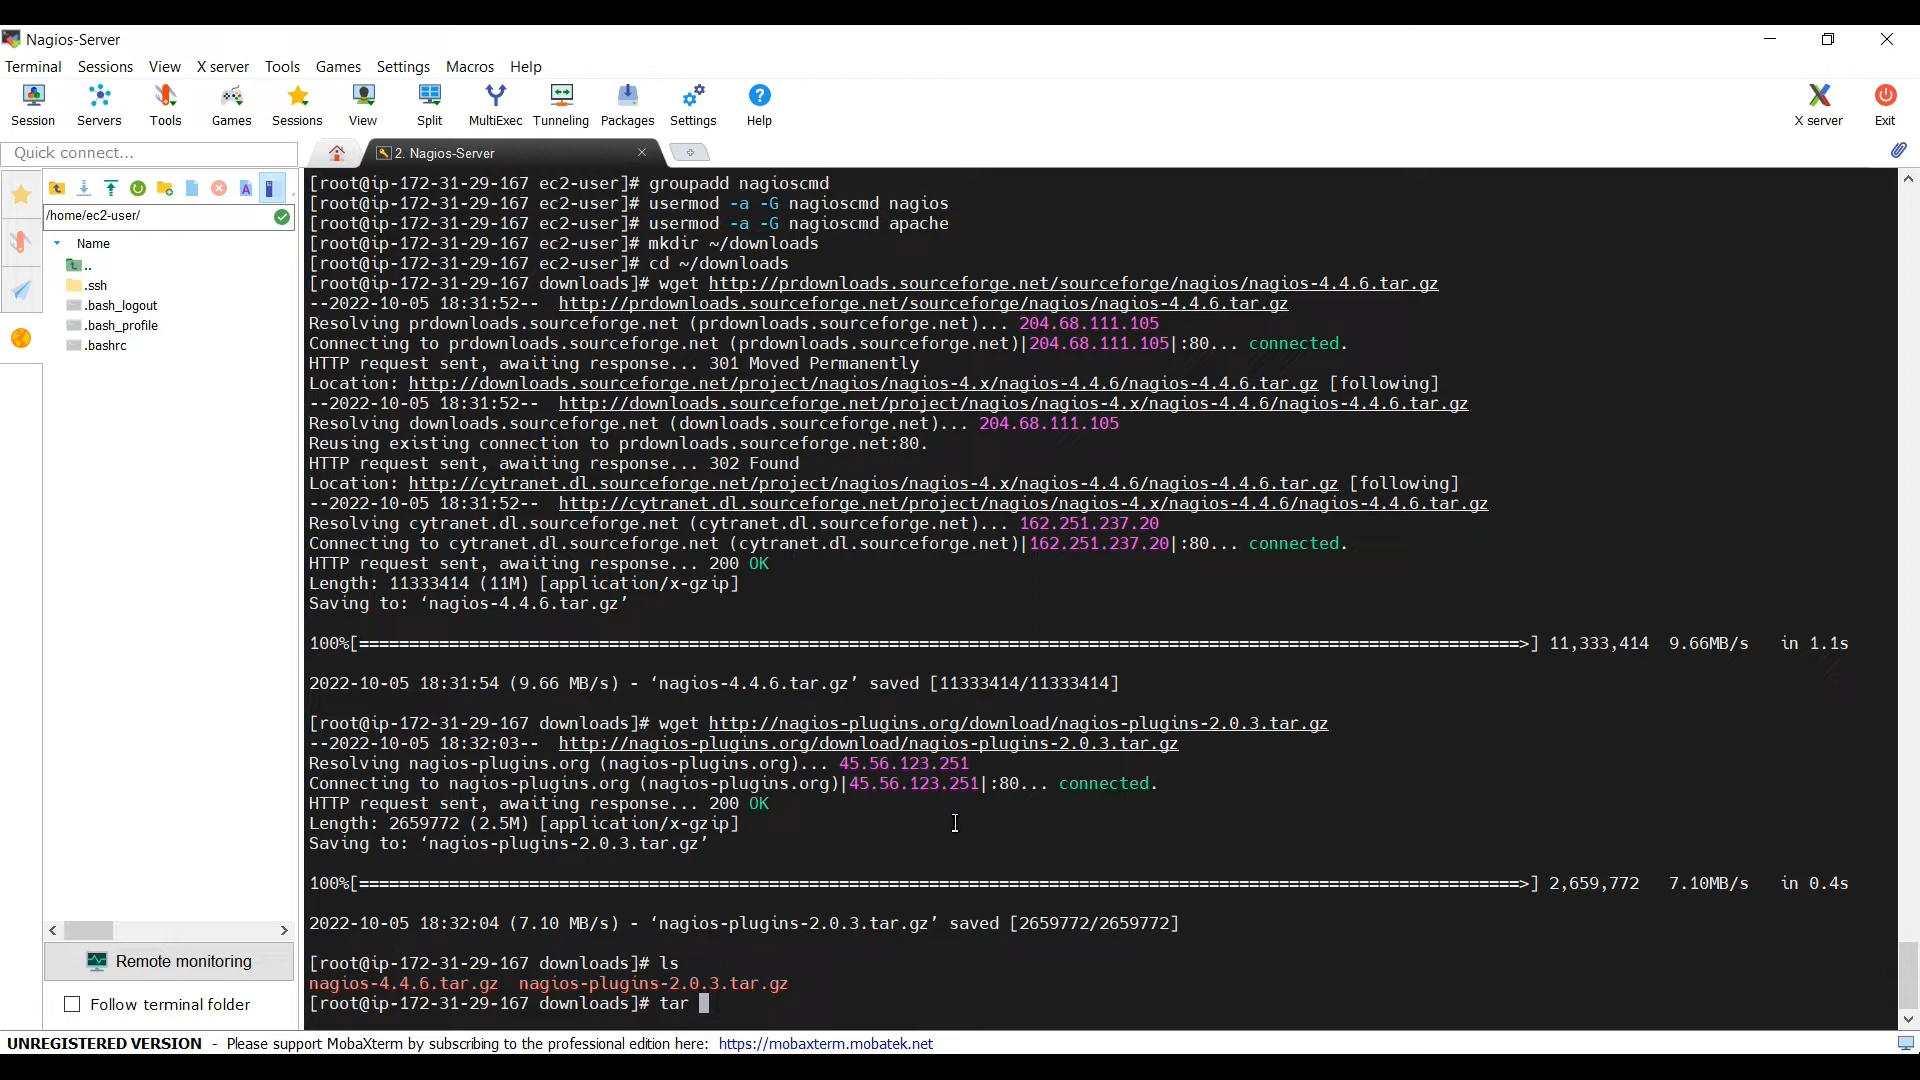 Nagios-Server
Terminal Sessions View X server Tools Games Settings Macros Help
Session Servers Tools Games Sessions View Split MultiExec Tunneling Packages Settings Help X server Exit
Quick connect...
2. Nagios-Server
/home/ec2-user/
Name
..
.ssh
.bash_logout
.bash_profile
.bashrc
Remote monitoring
Follow terminal folder
[root@ip-172-31-29-167 ec2-user]# groupadd nagioscmd
[root@ip-172-31-29-167 ec2-user]# usermod -a -G nagioscmd nagios
[root@ip-172-31-29-167 ec2-user]# usermod -a -G nagioscmd apache
[root@ip-172-31-29-167 ec2-user]# mkdir ~/downloads
[root@ip-172-31-29-167 ec2-user]# cd ~/downloads
[root@ip-172-31-29-167 downloads]# wget http://prdownloads.sourceforge.net/sourceforge/nagios/nagios-4.4.6.tar.gz
--2022-10-05 18:31:52--  http://prdownloads.sourceforge.net/sourceforge/nagios/nagios-4.4.6.tar.gz
Resolving prdownloads.sourceforge.net (prdownloads.sourceforge.net)... 204.68.111.105
Connecting to prdownloads.sourceforge.net (prdownloads.sourceforge.net)|204.68.111.105|:80... connected.
HTTP request sent, awaiting response... 301 Moved Permanently
Location: http://downloads.sourceforge.net/project/nagios/nagios-4.x/nagios-4.4.6/nagios-4.4.6.tar.gz [following]
--2022-10-05 18:31:52--  http://downloads.sourceforge.net/project/nagios/nagios-4.x/nagios-4.4.6/nagios-4.4.6.tar.gz
Resolving downloads.sourceforge.net (downloads.sourceforge.net)... 204.68.111.105
Reusing existing connection to prdownloads.sourceforge.net:80.
HTTP request sent, awaiting response... 302 Found
Location: http://cytranet.dl.sourceforge.net/project/nagios/nagios-4.x/nagios-4.4.6/nagios-4.4.6.tar.gz [following]
--2022-10-05 18:31:52--  http://cytranet.dl.sourceforge.net/project/nagios/nagios-4.x/nagios-4.4.6/nagios-4.4.6.tar.gz
Resolving cytranet.dl.sourceforge.net (cytranet.dl.sourceforge.net)... 162.251.237.20
Connecting to cytranet.dl.sourceforge.net (cytranet.dl.sourceforge.net)|162.251.237.20|:80... connected.
HTTP request sent, awaiting response... 200 OK
Length: 11333414 (11M) [application/x-gzip]
Saving to: ‘nagios-4.4.6.tar.gz’
100%[====================================================================================================================>] 11,333,414  9.66MB/s   in 1.1s
2022-10-05 18:31:54 (9.66 MB/s) - ‘nagios-4.4.6.tar.gz’ saved [11333414/11333414]
[root@ip-172-31-29-167 downloads]# wget http://nagios-plugins.org/download/nagios-plugins-2.0.3.tar.gz
--2022-10-05 18:32:03--  http://nagios-plugins.org/download/nagios-plugins-2.0.3.tar.gz
Resolving nagios-plugins.org (nagios-plugins.org)... 45.56.123.251
Connecting to nagios-plugins.org (nagios-plugins.org)|45.56.123.251|:80... connected.
HTTP request sent, awaiting response... 200 OK
Length: 2659772 (2.5M) [application/x-gzip]
Saving to: ‘nagios-plugins-2.0.3.tar.gz’
100%[====================================================================================================================>] 2,659,772   7.10MB/s   in 0.4s
2022-10-05 18:32:04 (7.10 MB/s) - ‘nagios-plugins-2.0.3.tar.gz’ saved [2659772/2659772]
[root@ip-172-31-29-167 downloads]# ls
nagios-4.4.6.tar.gz  nagios-plugins-2.0.3.tar.gz
[root@ip-172-31-29-167 downloads]# tar
UNREGISTERED VERSION - Please support MobaXterm by subscribing to the professional edition here: https://mobaxterm.mobatek.net